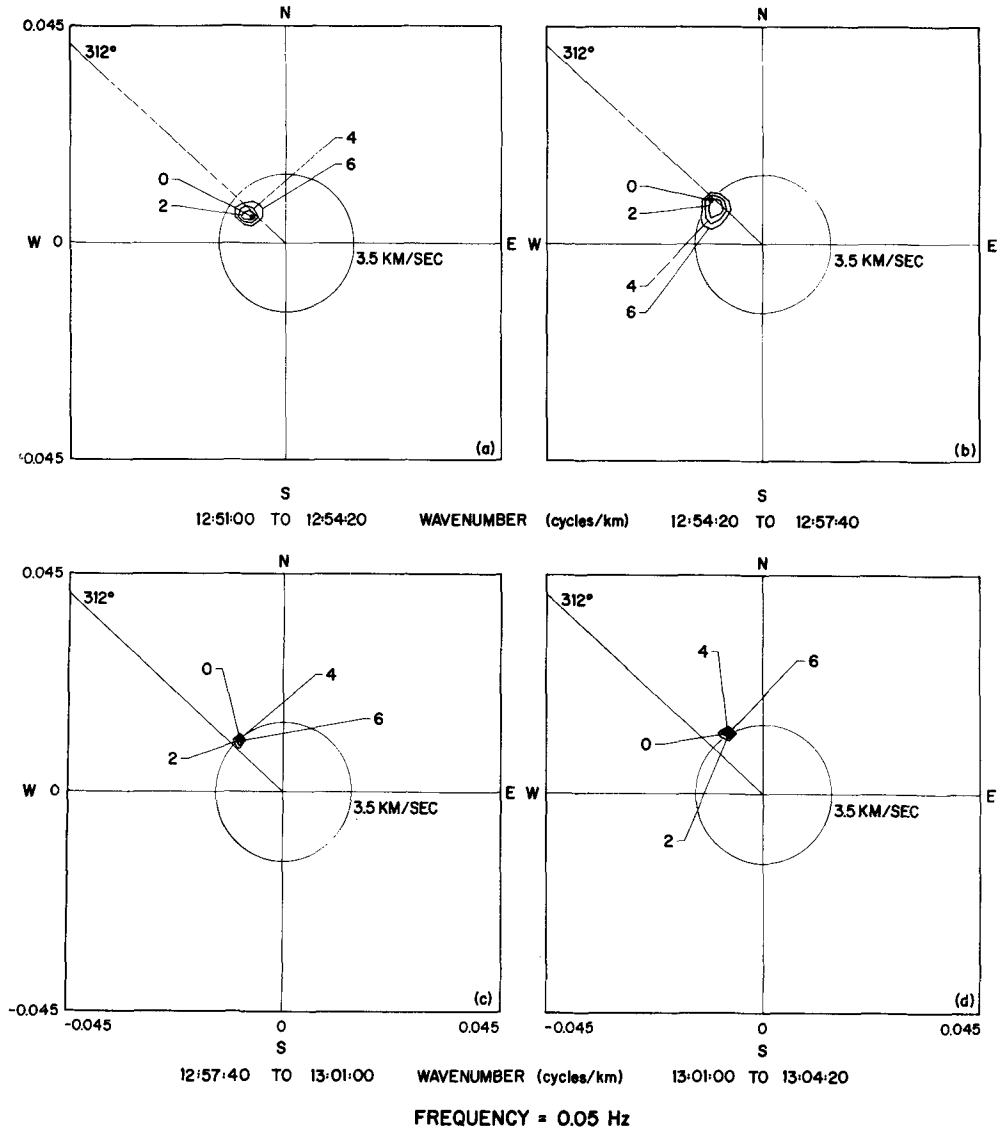 N N
0.045
312° 312°
4
6
0 0
2 2
W 0 E W E
3.5 KM/SEC 3.5 KM/SEC
4
6
-0.045 (a) (b)
S S
12:51:00 TO 12:54:20 WAVENUMBER (cycles/km) 12:54:20 TO 12:57:40
N N
0.045
312° 312°
0 4 4 6
2 6 0
W 0 E W E
3.5 KM/SEC 3.5 KM/SEC
2
(c) (d)
-0.045
-0.045 0 0.045 -0.045 0 0.045
S S
12:57:40 TO 13:01:00 WAVENUMBER (cycles/km) 13:01:00 TO 13:04:20
FREQUENCY = 0.05 Hz